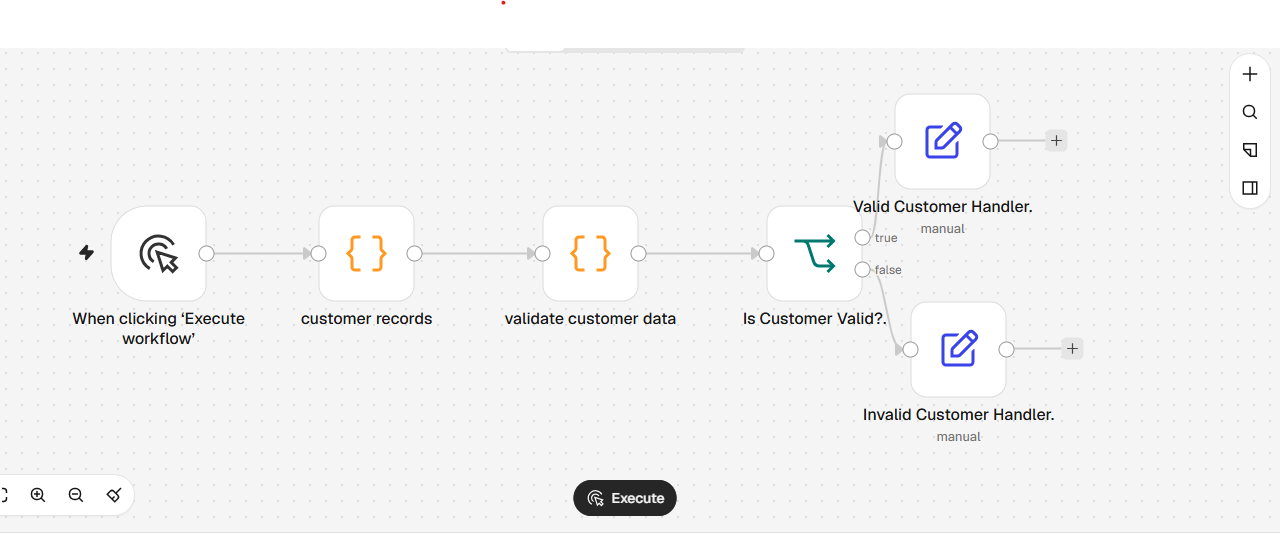 When clicking ‘Execute
workflow’
customer records
validate customer data
Is Customer Valid?.
true
false
Valid Customer Handler.
manual
Invalid Customer Handler.
manual
Execute